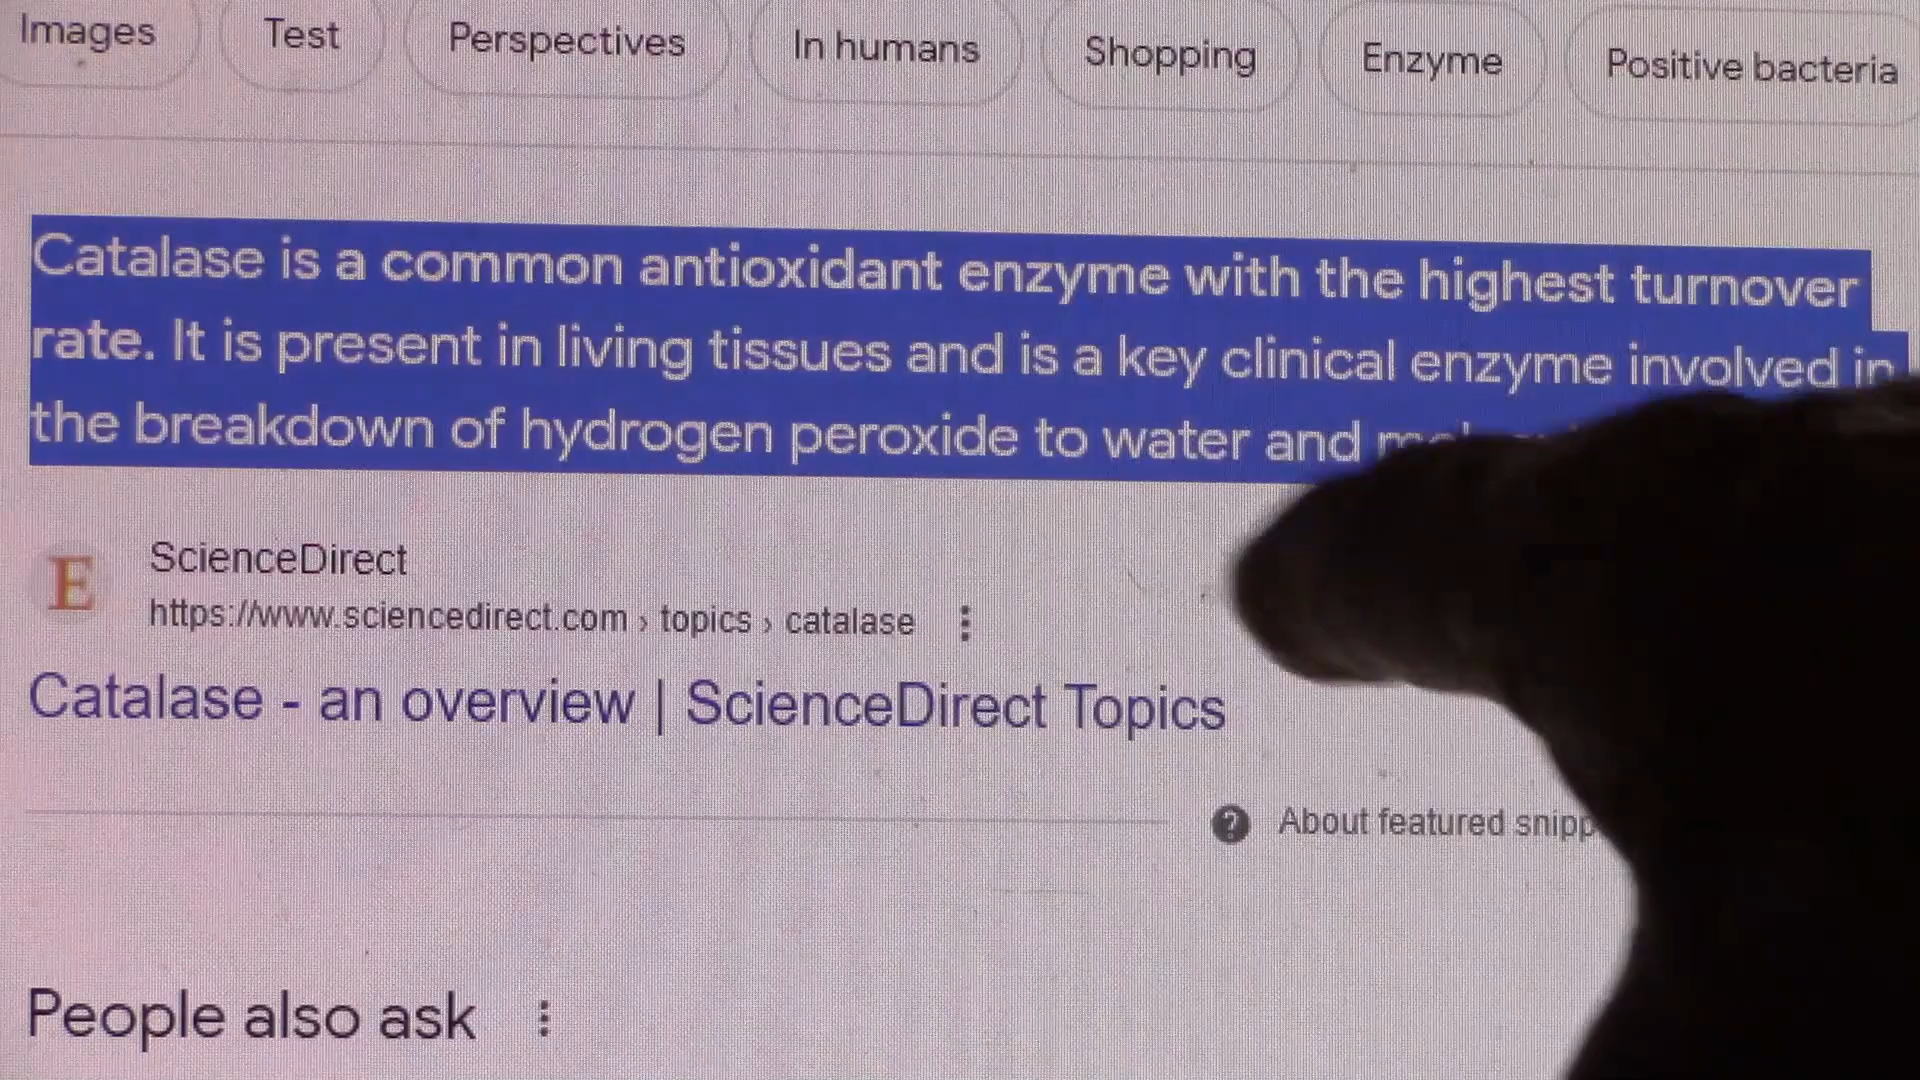 Images Test Perspectives In humans Shopping Enzyme Positive bacteria
Catalase is a common antioxidant enzyme with the highest turnover
rate. It is present in living tissues and is a key clinical enzyme involved in
the breakdown of hydrogen peroxide to water and
E
ScienceDirect
https://www.sciencedirect.com › topics › catalase
Catalase - an overview | ScienceDirect Topics
? About featured
People also ask